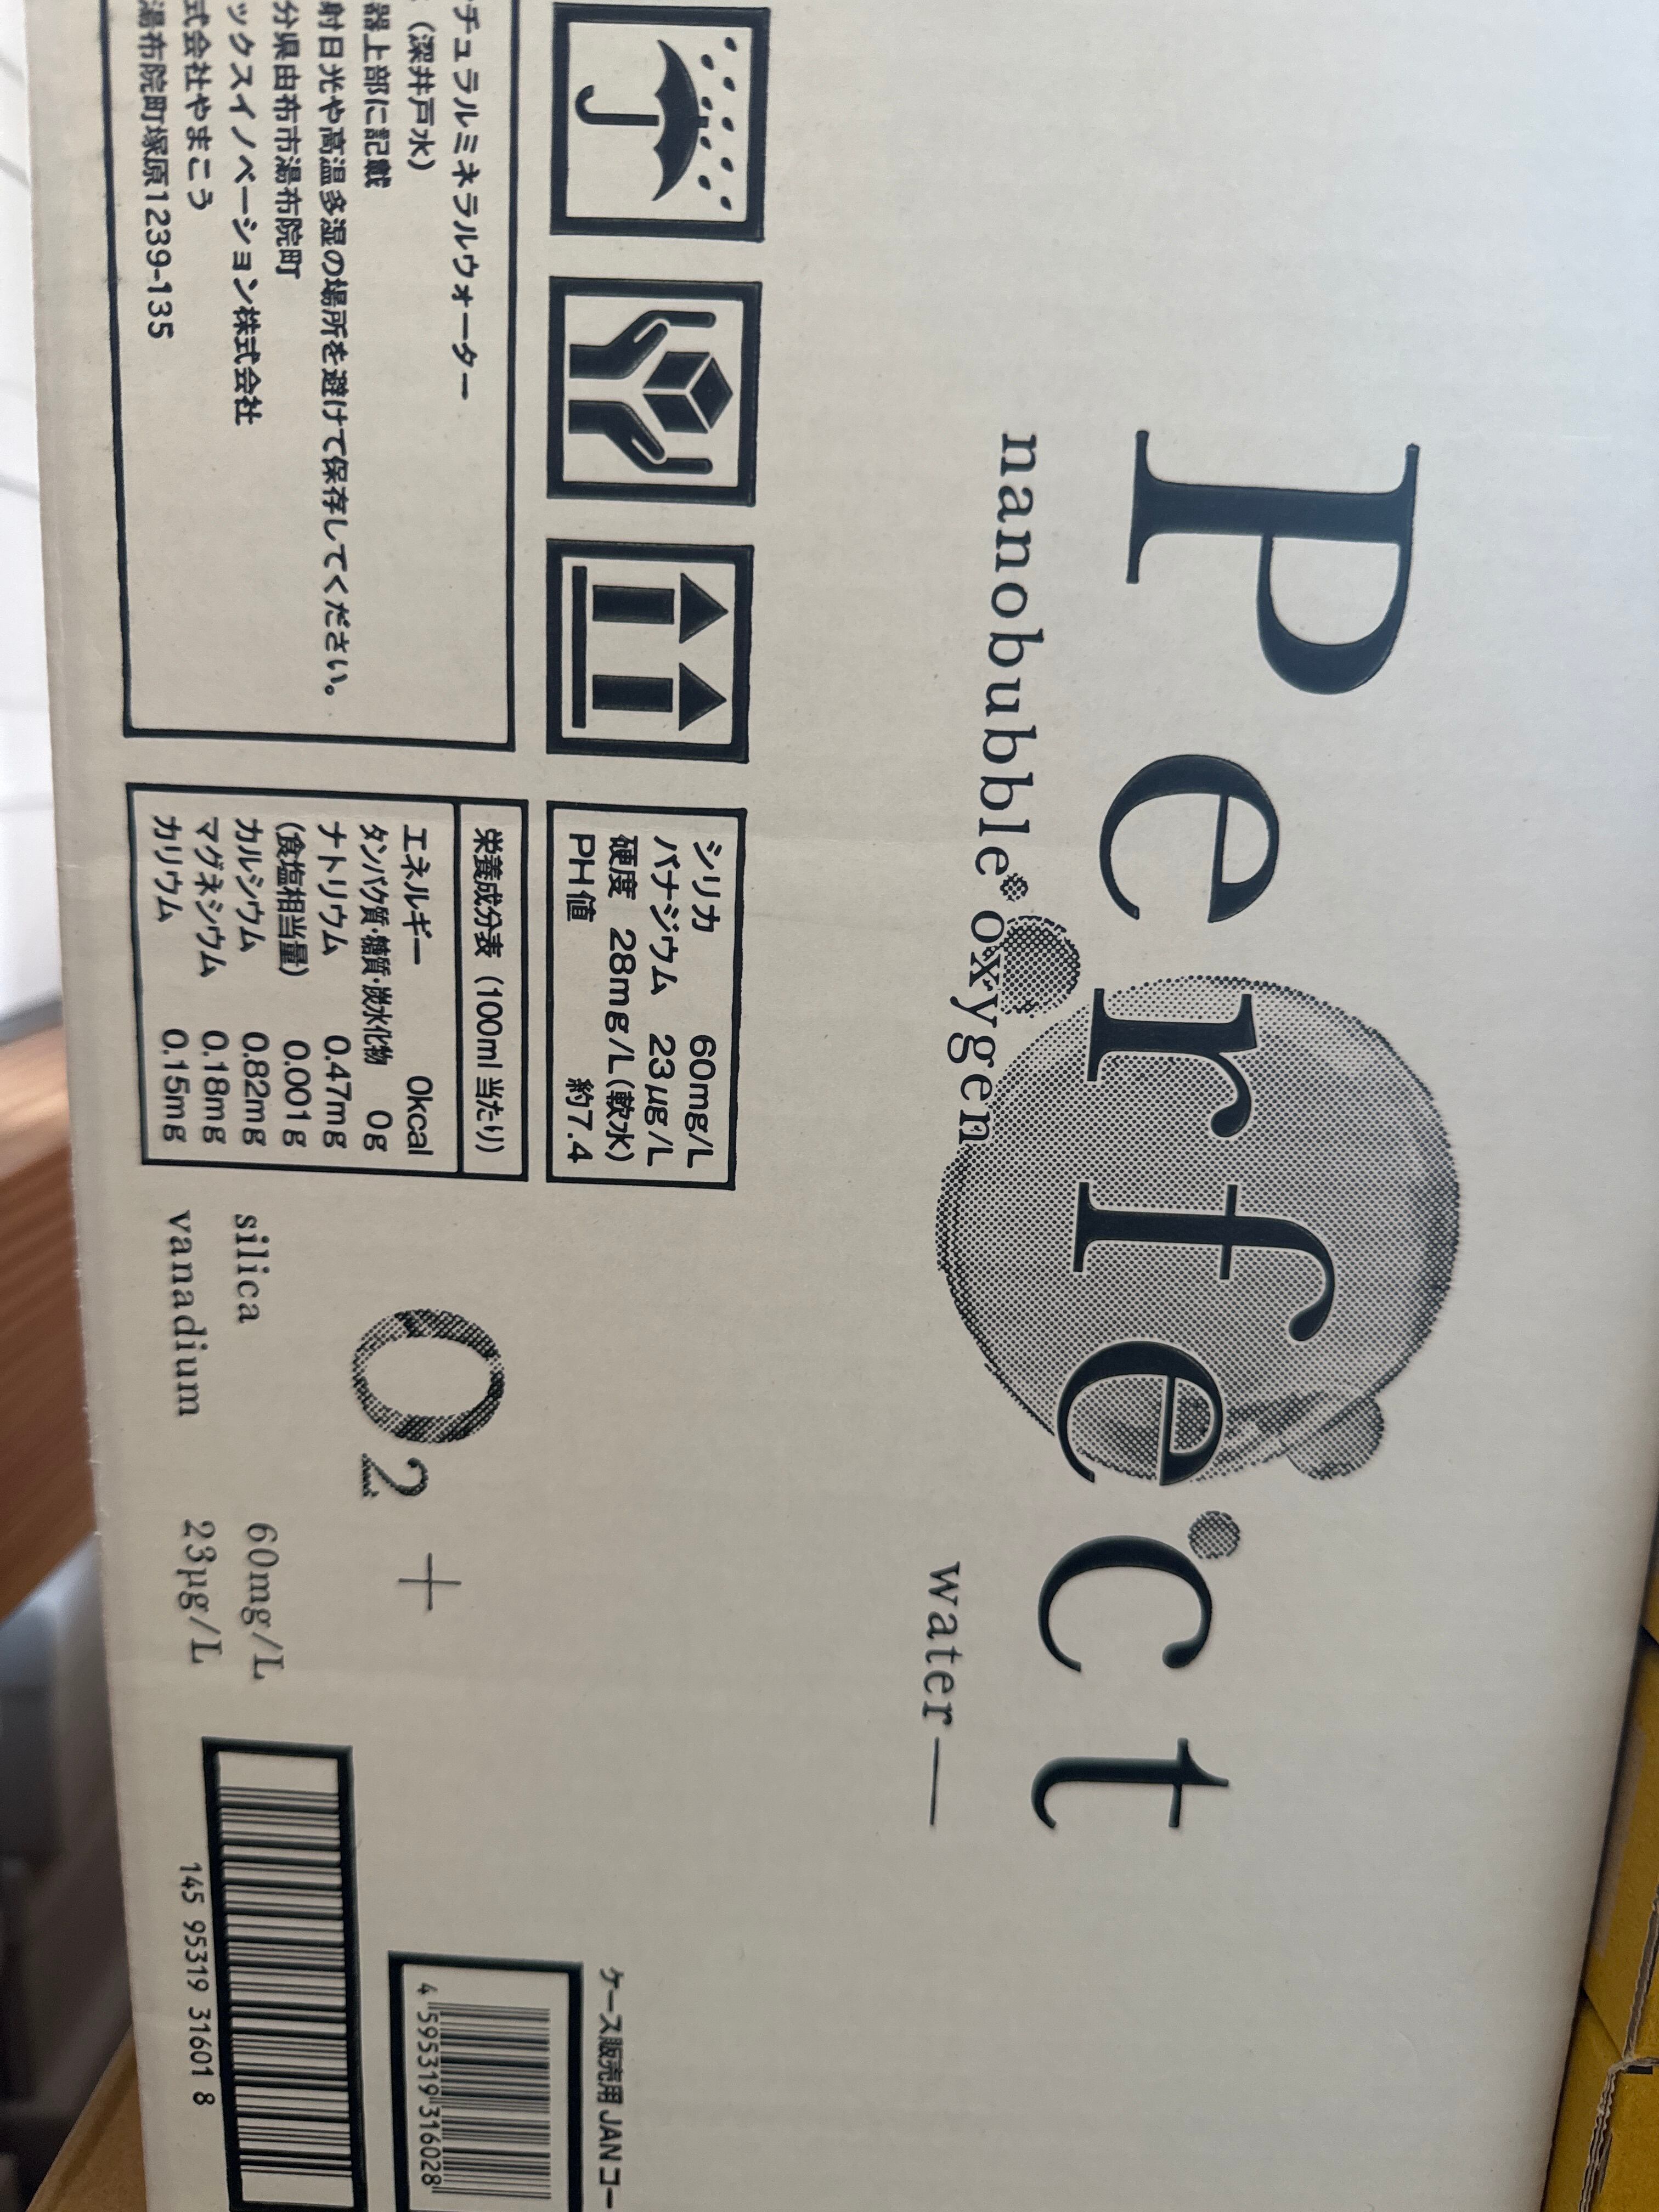 Perfect
nanobubble oxygen
water
チュラルミネラルウォーター
(深井戸水)
器上部に記載
射日光や高温多湿の場所を避けて保存してください。
分県由布市湯布院町
ックスイノベーション株式会社
式会社やまこう
湯布院町塚原1239-135
シリカ 60mg/L
バナジウム 23μg/L
硬度 28mg/L(軟水)
PH値 約7.4
栄養成分表 (100ml当たり)
エネルギー 0kcal
タンパク質・糖質・炭水化物 0g
ナトリウム 0.47mg
(食塩相当量) 0.001g
カルシウム 0.82mg
マグネシウム 0.18mg
カリウム 0.15mg
O2 +
silica 60mg/L
vanadium 23μg/L
ケース販売用 JANコー
4 595319 316028
145 95319 31601 8